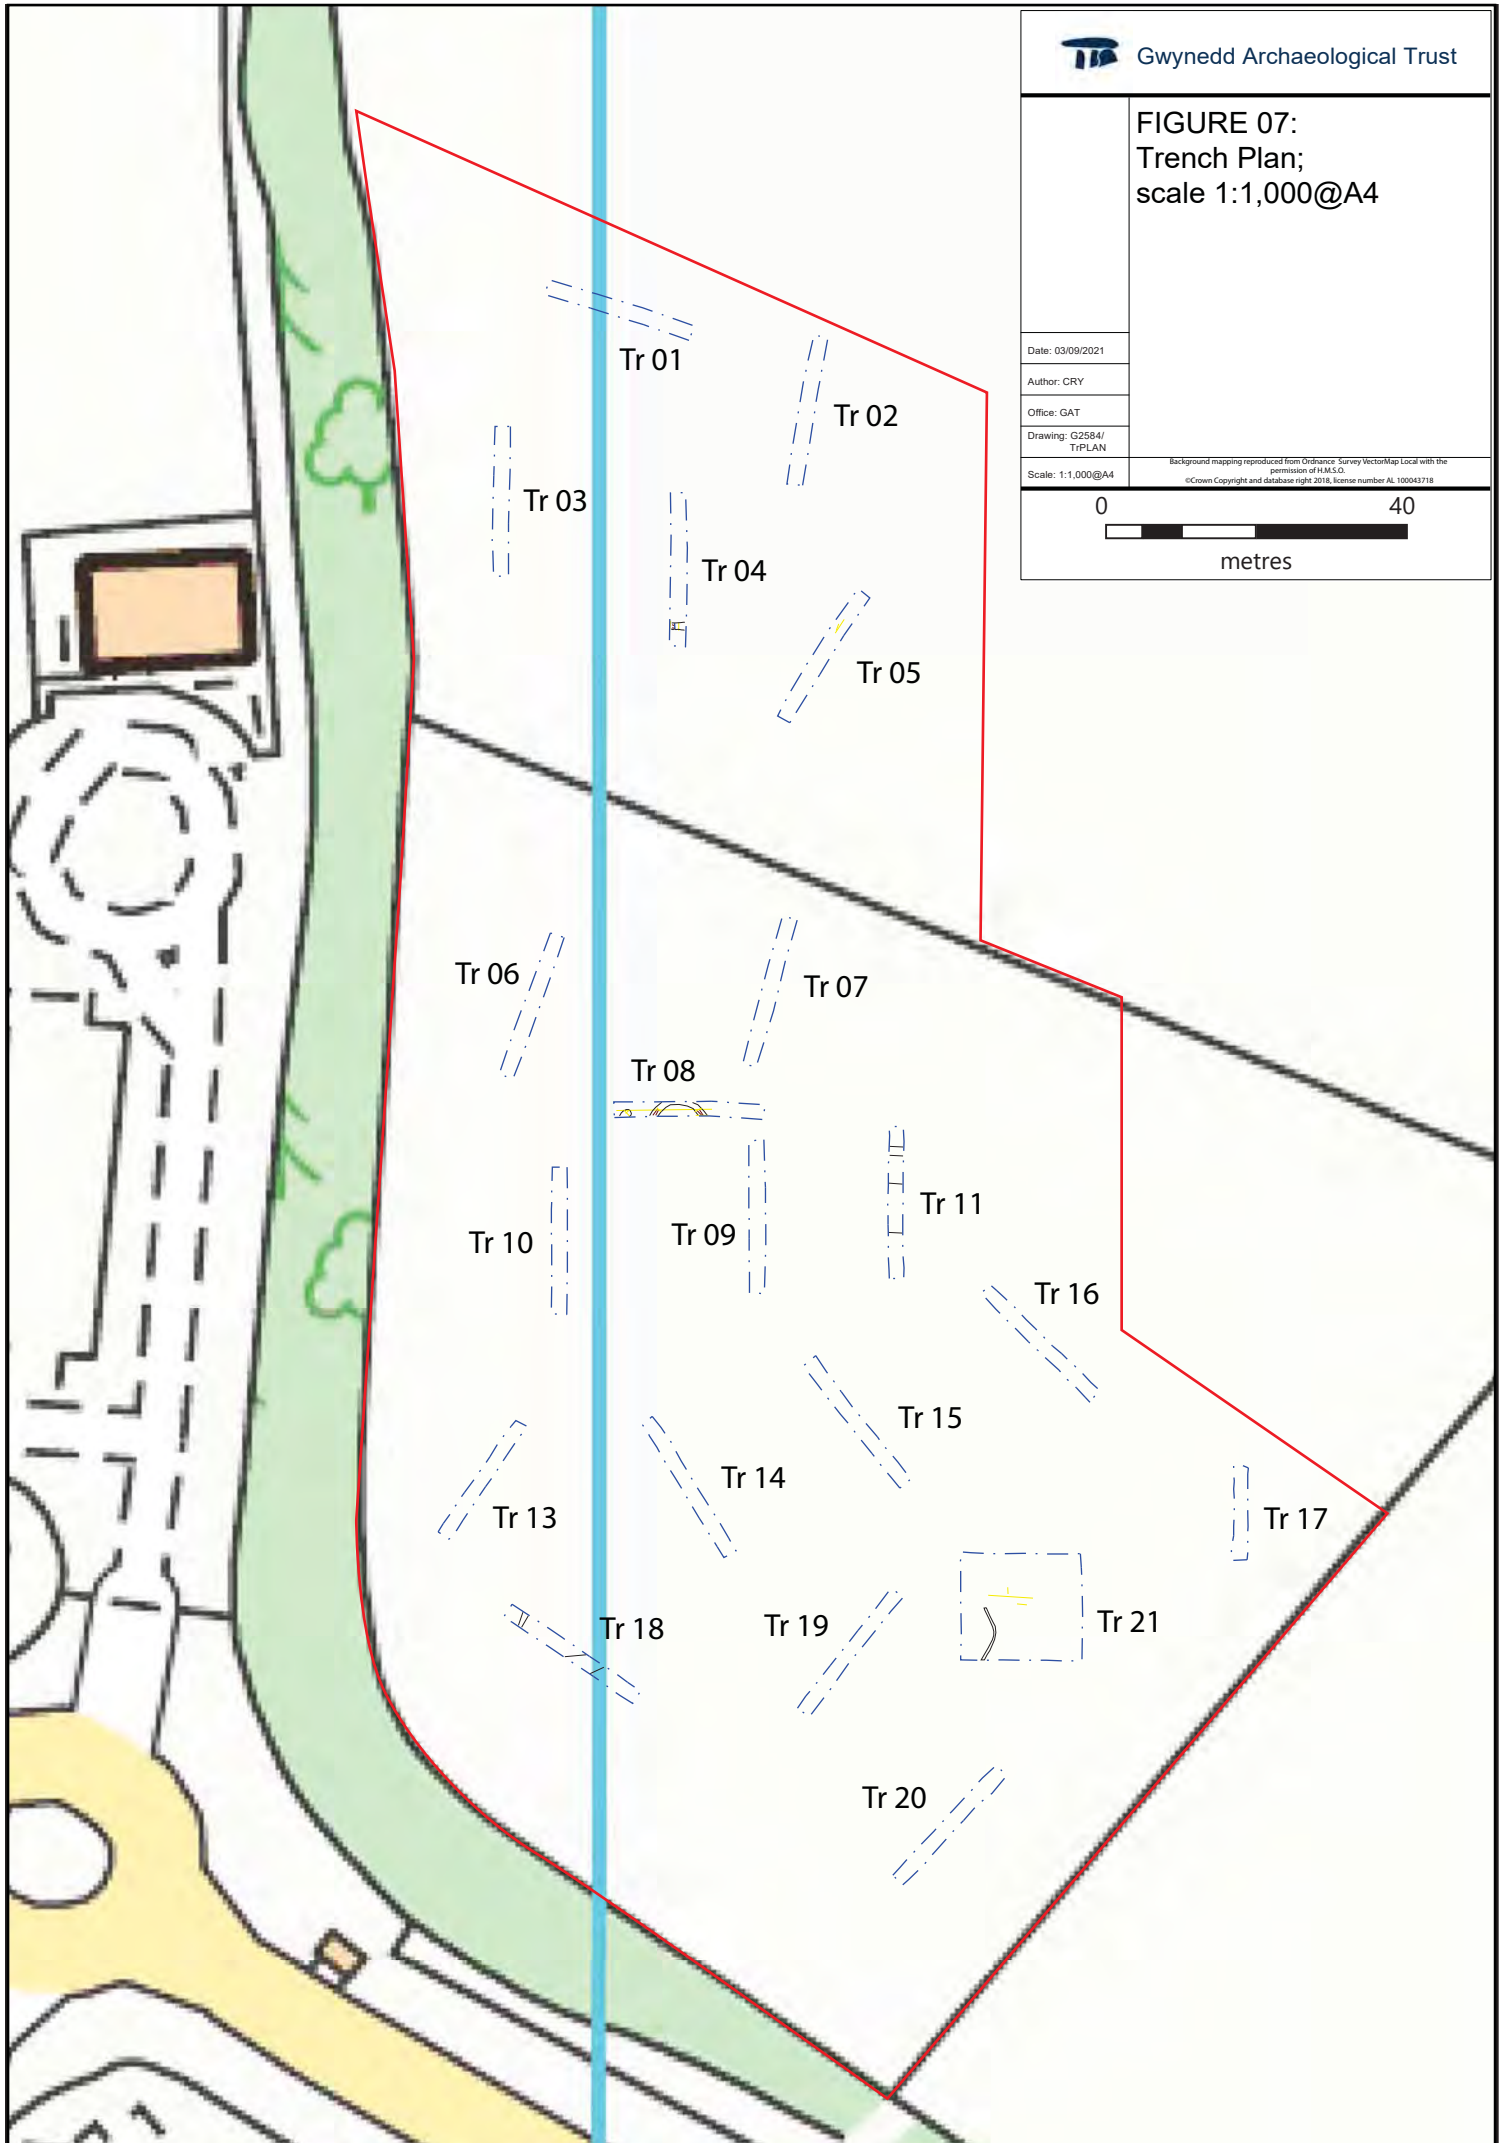 Gwynedd Archaeological Trust
FIGURE 07:
Trench Plan;
scale 1:1,000@A4
Date: 03/09/2021
Author: CRY
Office: GAT
Drawing: G2584/
TrPLAN
Scale: 1:1,000@A4
Background mapping reproduced from Ordnance Survey VectorMap Local with the
permission of H.M.S.O.
©Crown Copyright and database right 2018, license number AL 100043718
0 40
metres
Tr 01
Tr 02
Tr 03
Tr 04
Tr 05
Tr 06
Tr 07
Tr 08
Tr 11
Tr 09
Tr 10
Tr 16
Tr 15
Tr 14
Tr 13
Tr 17
Tr 21
Tr 19
Tr 18
Tr 20